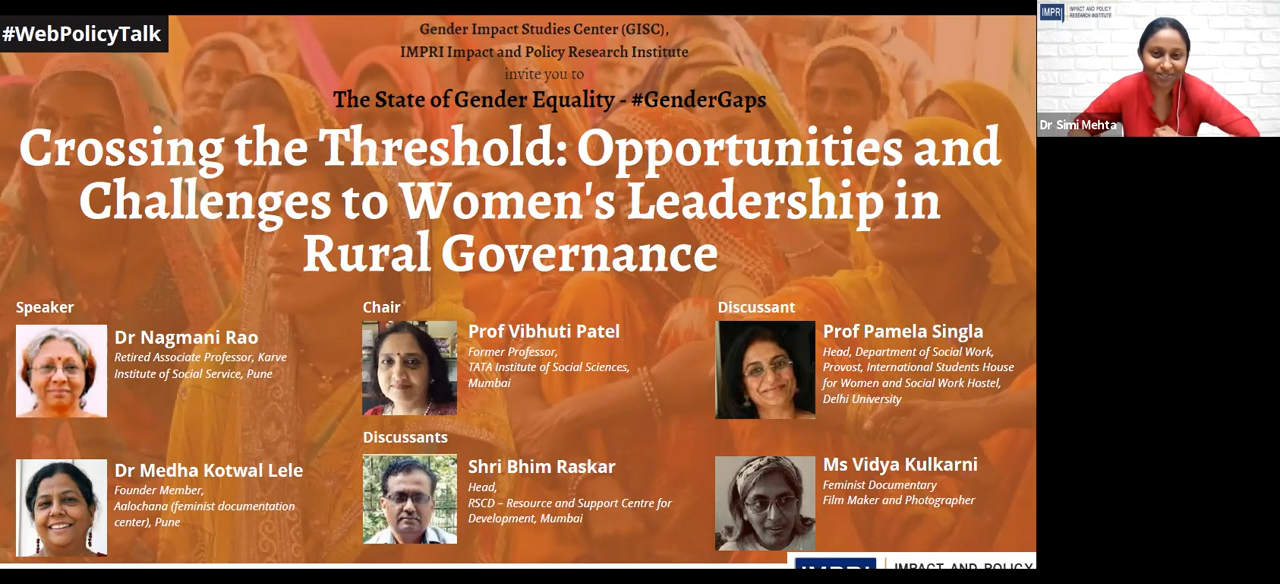 #WebPolicyTalk
Gender Impact Studies Center (GISC),
IMPRI Impact and Policy Research Institute
invite you to
The State of Gender Equality - #GenderGaps
Crossing the Threshold: Opportunities and
Challenges to Women's Leadership in
Rural Governance
Speaker
Dr Nagmani Rao
Retired Associate Professor, Karve
Institute of Social Service, Pune
Chair
Prof Vibhuti Patel
Former Professor,
TATA Institute of Social Sciences,
Mumbai
Discussant
Prof Pamela Singla
Head, Department of Social Work,
Provost, International Students House
for Women and Social Work Hostel,
Delhi University
Discussants
Dr Medha Kotwal Lele
Founder Member,
Aalochana (feminist documentation
center), Pune
Shri Bhim Raskar
Head,
RSCD – Resource and Support Centre for
Development, Mumbai
Ms Vidya Kulkarni
Feminist Documentary
Film Maker and Photographer
IMPRI
IMPACT AND POLICY
IMPRI
IMPACT AND POLICY
RESEARCH INSTITUTE
Dr Simi Mehta